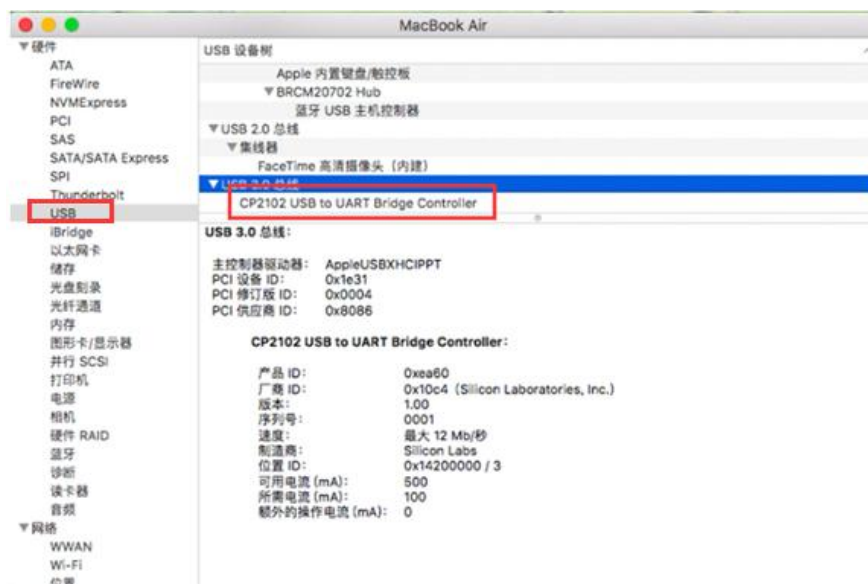 MacBook Air
▼硬件
ATA
FireWire
NVMExpress
PCI
SAS
SATA/SATA Express
SPI
Thunderbolt
USB
iBridge
以太网卡
储存
光盘刻录
光纤通道
内存
图形卡/显示器
并行 SCSI
打印机
电源
相机
硬件 RAID
蓝牙
诊断
读卡器
音频
▼网络
WWAN
Wi-Fi
位置
USB 设备树
Apple 内置键盘/触控板
▼BRCM20702 Hub
蓝牙 USB 主机控制器
▼USB 2.0 总线
▼集线器
FaceTime 高清摄像头（内建）
▼USB 3.0 总线
CP2102 USB to UART Bridge Controller
USB 3.0 总线：
主控制器驱动器： AppleUSBXHCIPPT
PCI 设备 ID： 0x1e31
PCI 修订版 ID： 0x0004
PCI 供应商 ID： 0x8086
CP2102 USB to UART Bridge Controller：
产品 ID： 0xea60
厂商 ID： 0x10c4（Silicon Laboratories, Inc.）
版本： 1.00
序列号： 0001
速度： 最大 12 Mb/秒
制造商： Silicon Labs
位置 ID： 0x14200000 / 3
可用电流 (mA)： 500
所需电流 (mA)： 100
额外的操作电流 (mA)： 0